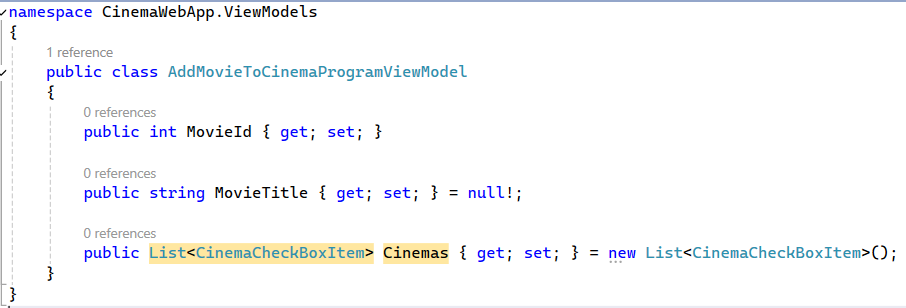 namespace CinemaWebApp.ViewModels
{
1 reference
public class AddMovieToCinemaProgramViewModel
{
0 references
public int MovieId { get; set; }
0 references
public string MovieTitle { get; set; } = null!;
0 references
public List<CinemaCheckBoxItem> Cinemas { get; set; } = new List<CinemaCheckBoxItem>();
}
}